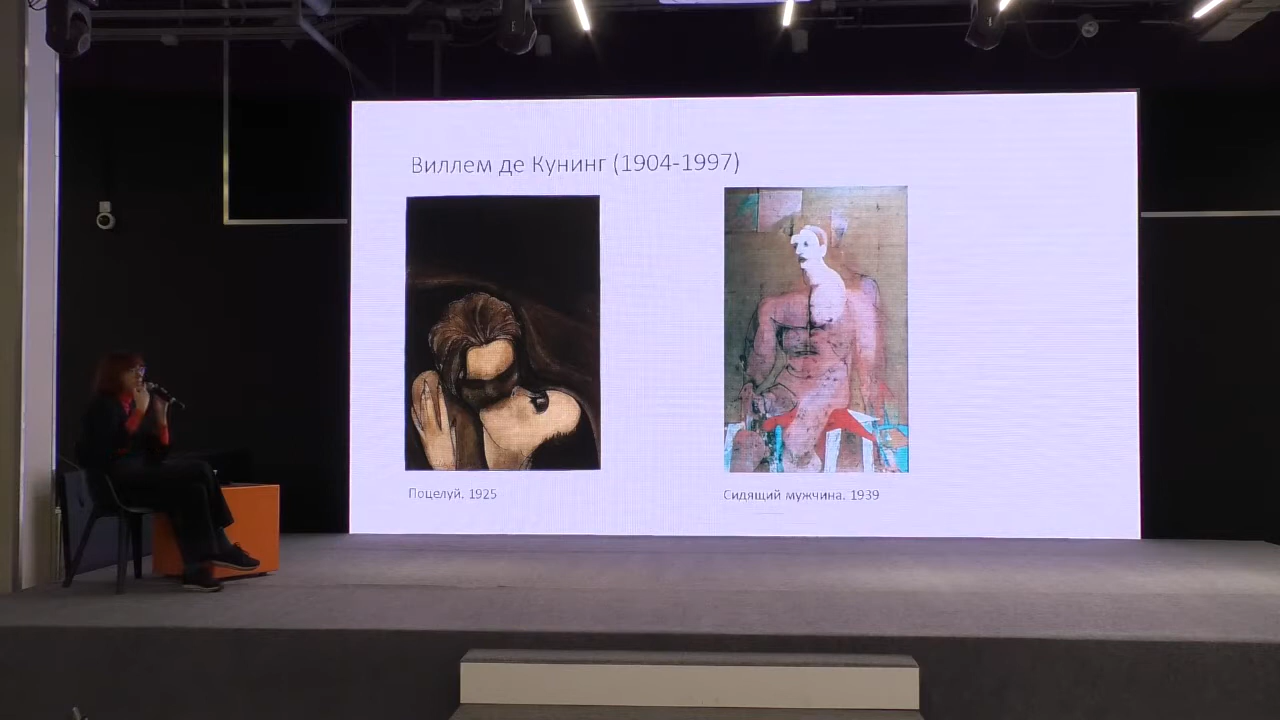 Виллем де Кунинг (1904-1997)
Поцелуй. 1925
Сидящий мужчина. 1939